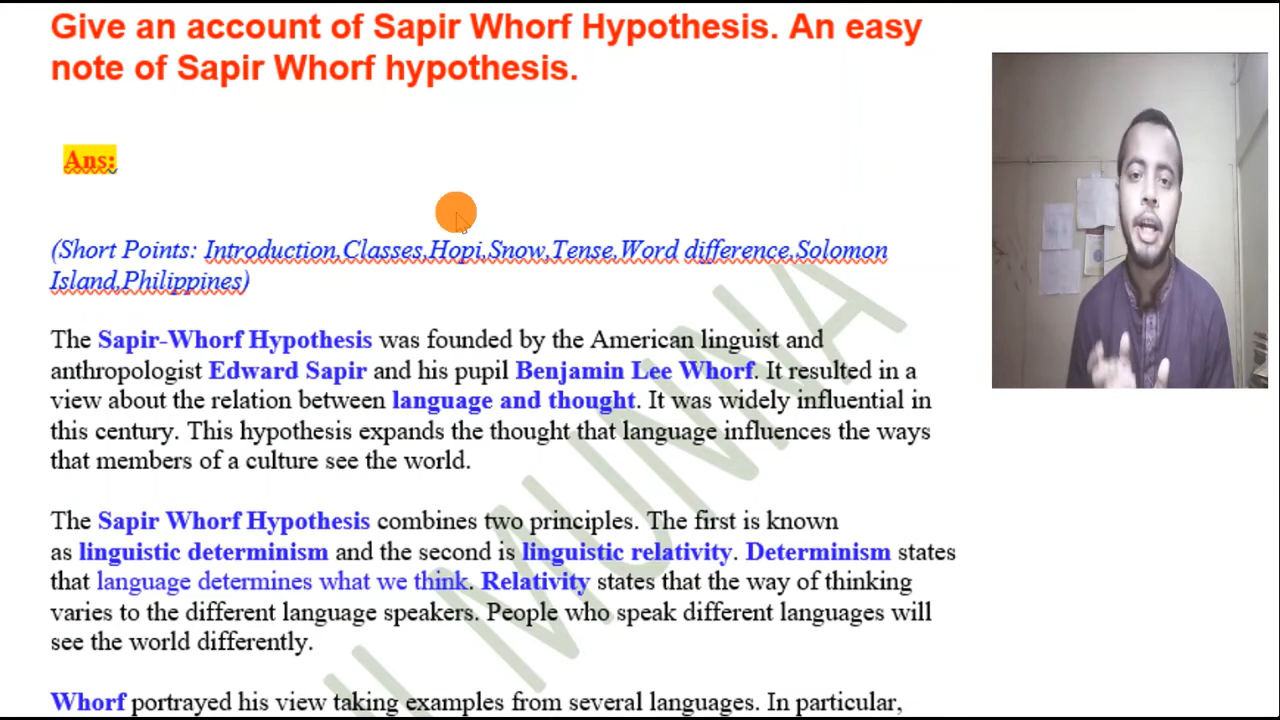 Give an account of Sapir Whorf Hypothesis. An easy
note of Sapir Whorf hypothesis.
Ans:
(Short Points: Introduction,Classes,Hopi,Snow,Tense,Word difference,Solomon
Island,Philippines)
The Sapir-Whorf Hypothesis was founded by the American linguist and
anthropologist Edward Sapir and his pupil Benjamin Lee Whorf. It resulted in a
view about the relation between language and thought. It was widely influential in
this century. This hypothesis expands the thought that language influences the ways
that members of a culture see the world.
The Sapir Whorf Hypothesis combines two principles. The first is known
as linguistic determinism and the second is linguistic relativity. Determinism states
that language determines what we think. Relativity states that the way of thinking
varies to the different language speakers. People who speak different languages will
see the world differently.
Whorf portrayed his view taking examples from several languages. In particular,
MUNNA